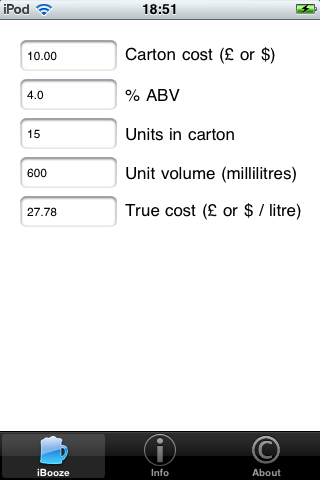 iPod 18:51
10.00 Carton cost (£ or $)
4.0 % ABV
15 Units in carton
600 Unit volume (millilitres)
27.78 True cost (£ or $ / litre)
iBooze Info About